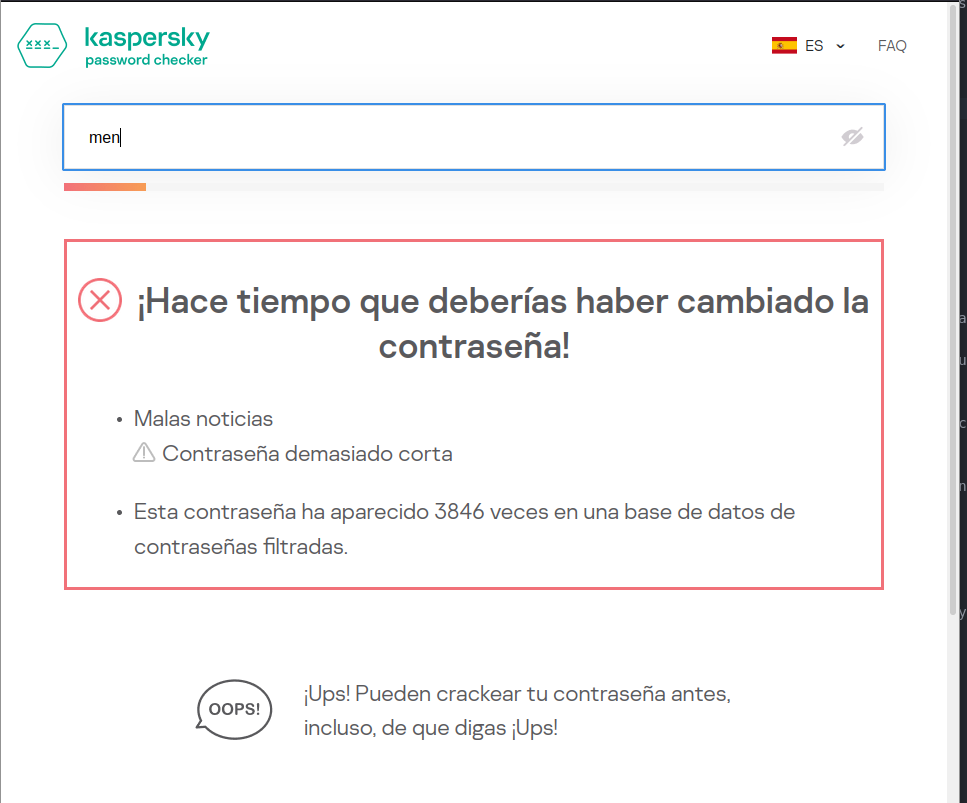 xxx_
kaspersky
password checker
ES
FAQ
men
¡Hace tiempo que deberías haber cambiado la
contraseña!
• Malas noticias
Contraseña demasiado corta
• Esta contraseña ha aparecido 3846 veces en una base de datos de
contraseñas filtradas.
OOPS!
¡Ups! Pueden crackear tu contraseña antes,
incluso, de que digas ¡Ups!